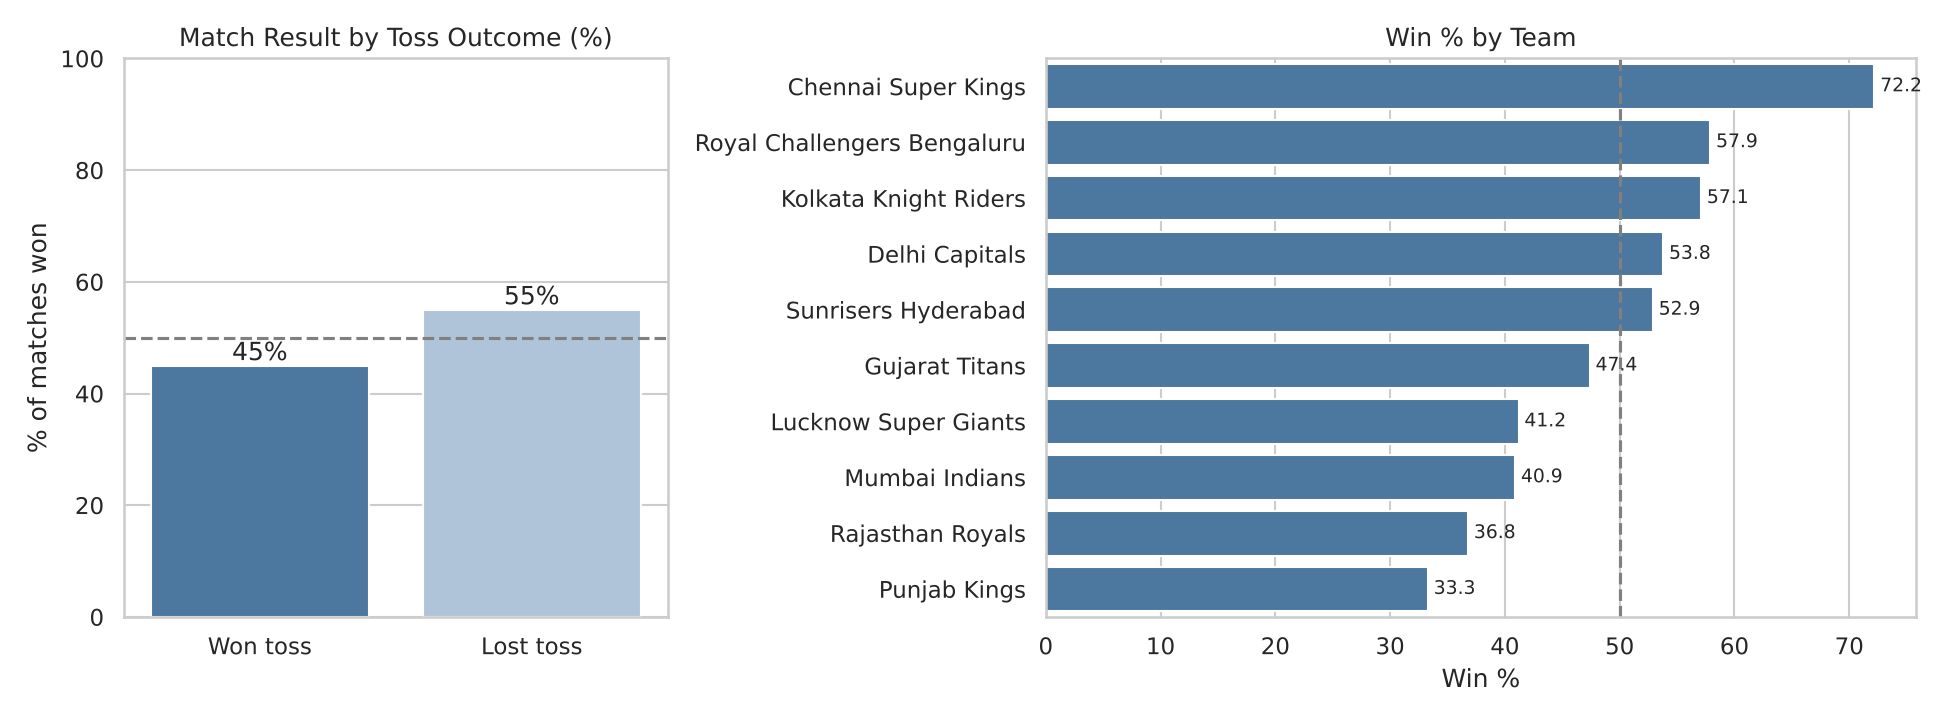 Match Result by Toss Outcome (%)
% of matches won
100
80
60
40
20
0
45%
55%
Won toss
Lost toss
Win % by Team
Chennai Super Kings 72.2
Royal Challengers Bengaluru 57.9
Kolkata Knight Riders 57.1
Delhi Capitals 53.8
Sunrisers Hyderabad 52.9
Gujarat Titans 47.4
Lucknow Super Giants 41.2
Mumbai Indians 40.9
Rajasthan Royals 36.8
Punjab Kings 33.3
0 10 20 30 40 50 60 70
Win %